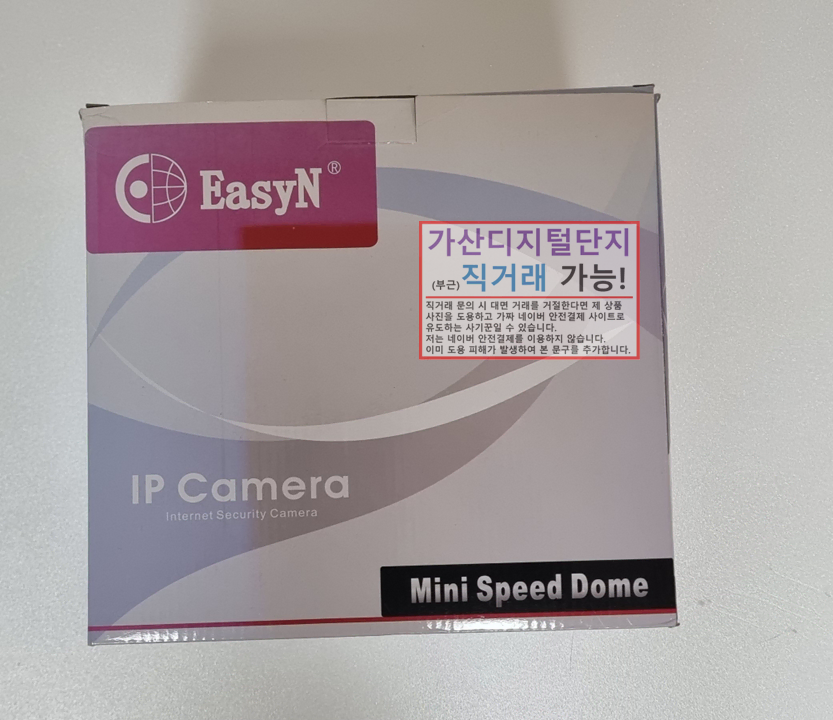 EasyN®
가산디지털단지
(부근)직거래 가능!
직거래 문의 시 대면 거래를 거절한다면 제 상품
사진을 도용하고 가짜 네이버 안전결제 사이트로
유도하는 사기꾼일 수 있습니다.
저는 네이버 안전결제를 이용하지 않습니다.
이미 도용 피해가 발생하여 본 문구를 추가합니다.
IP Camera
Internet Security Camera
Mini Speed Dome